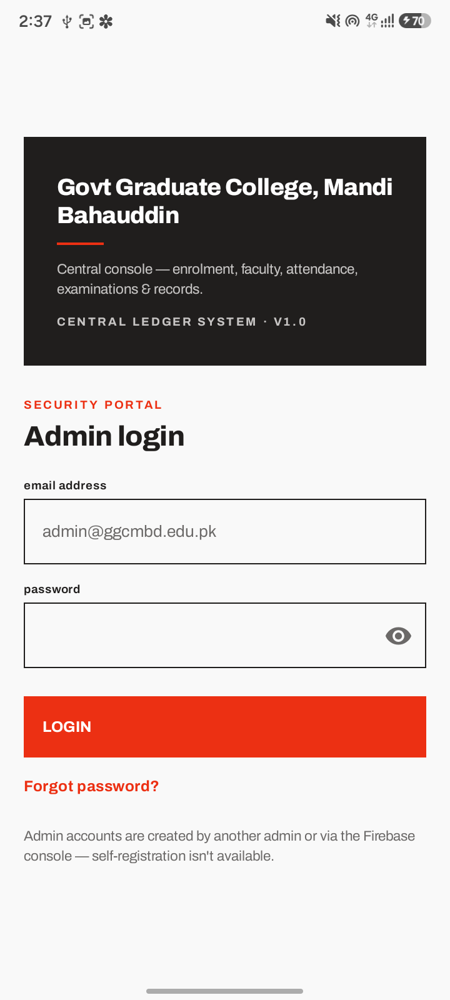 2:37
4G
70
Govt Graduate College, Mandi
Bahauddin
Central console — enrolment, faculty, attendance,
examinations & records.
CENTRAL LEDGER SYSTEM · V1.0
SECURITY PORTAL
Admin login
email address
admin@ggcmbd.edu.pk
password
LOGIN
Forgot password?
Admin accounts are created by another admin or via the Firebase
console — self-registration isn't available.